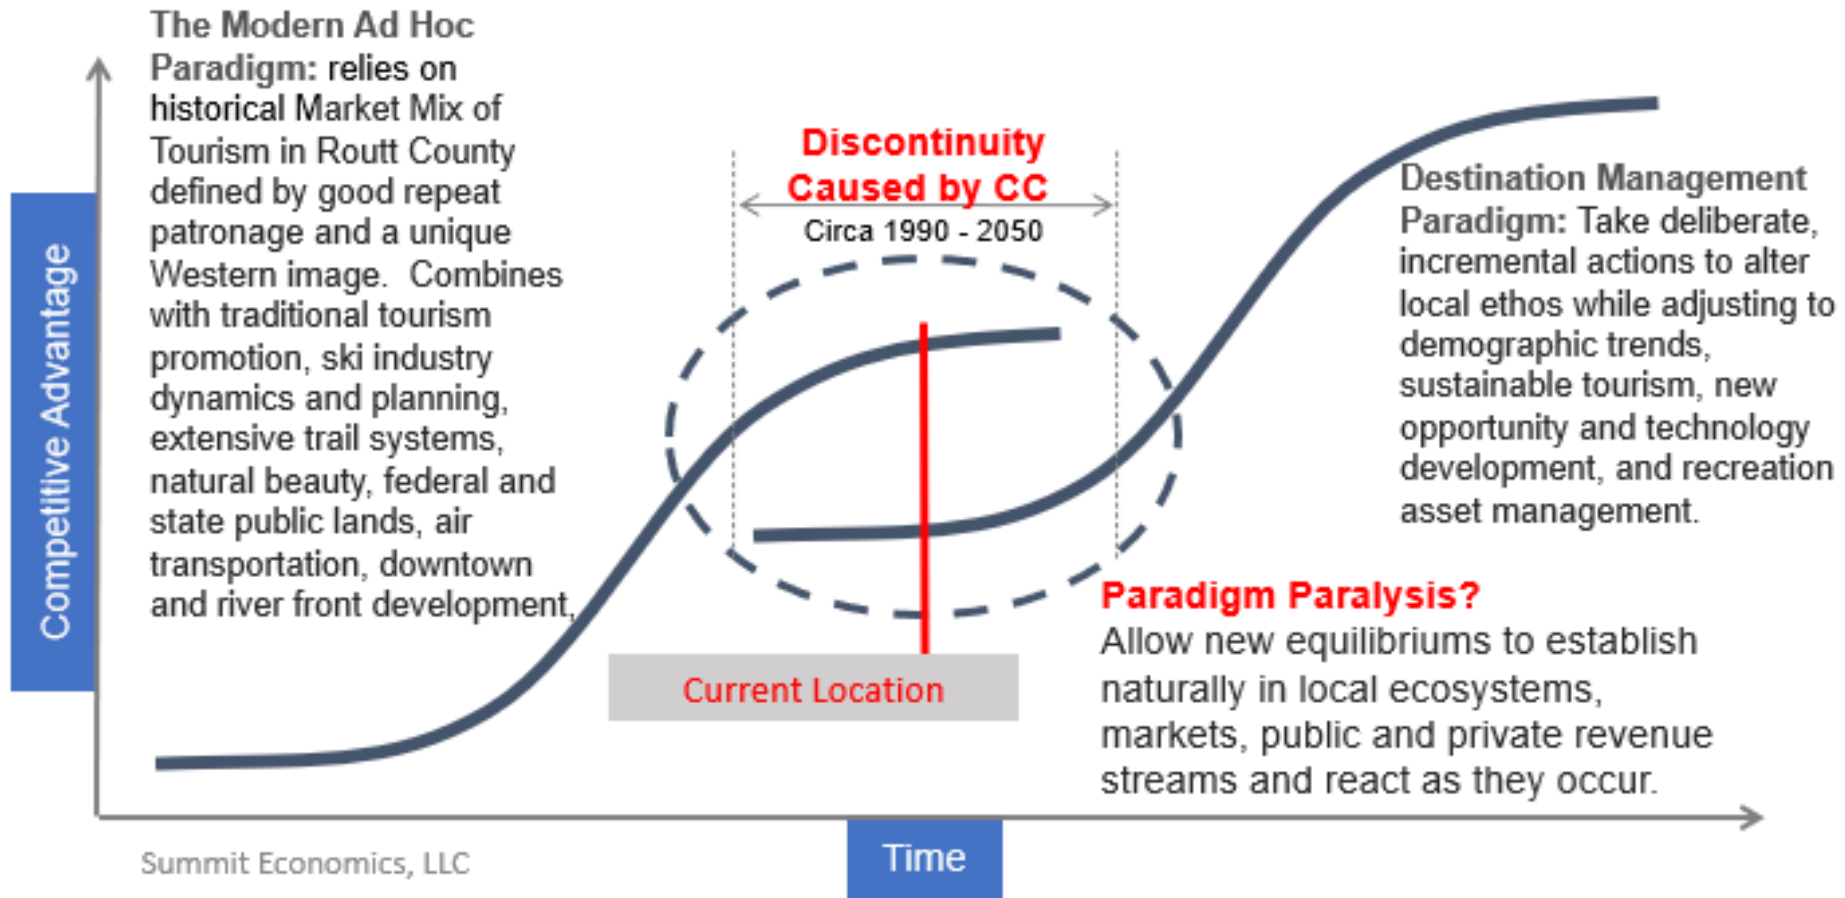 The Modern Ad Hoc
Paradigm: relies on
historical Market Mix of
Tourism in Routt County
defined by good repeat
patronage and a unique
Western image.  Combines
with traditional tourism
promotion, ski industry
dynamics and planning,
extensive trail systems,
natural beauty, federal and
state public lands, air
transportation, downtown
and river front development,
Competitive Advantage
Discontinuity
Caused by CC
Circa 1990 - 2050
Current Location
Destination Management
Paradigm: Take deliberate,
incremental actions to alter
local ethos while adjusting to
demographic trends,
sustainable tourism, new
opportunity and technology
development, and recreation
asset management.
Paradigm Paralysis?
Allow new equilibriums to establish
naturally in local ecosystems,
markets, public and private revenue
streams and react as they occur.
Time
Summit Economics, LLC